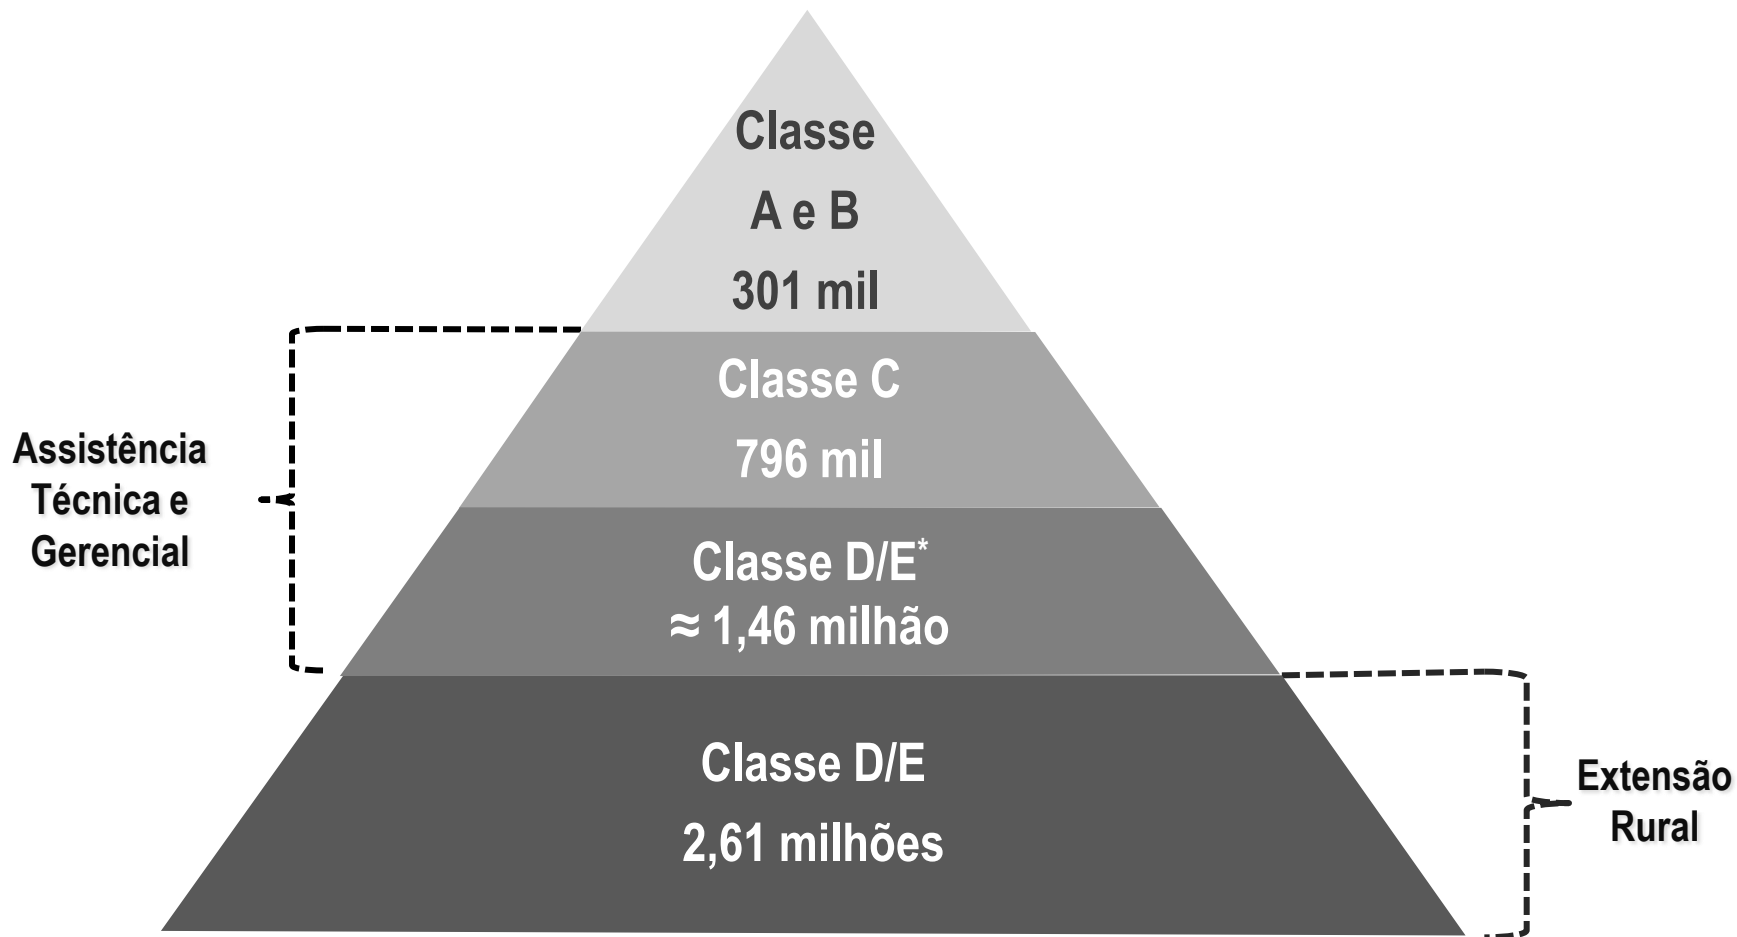 Classe
A e B
301 mil
Classe C
796 mil
Assistência
Técnica e
Gerencial
Classe D/E*
≈ 1,46 milhão
Classe D/E
2,61 milhões
Extensão
Rural